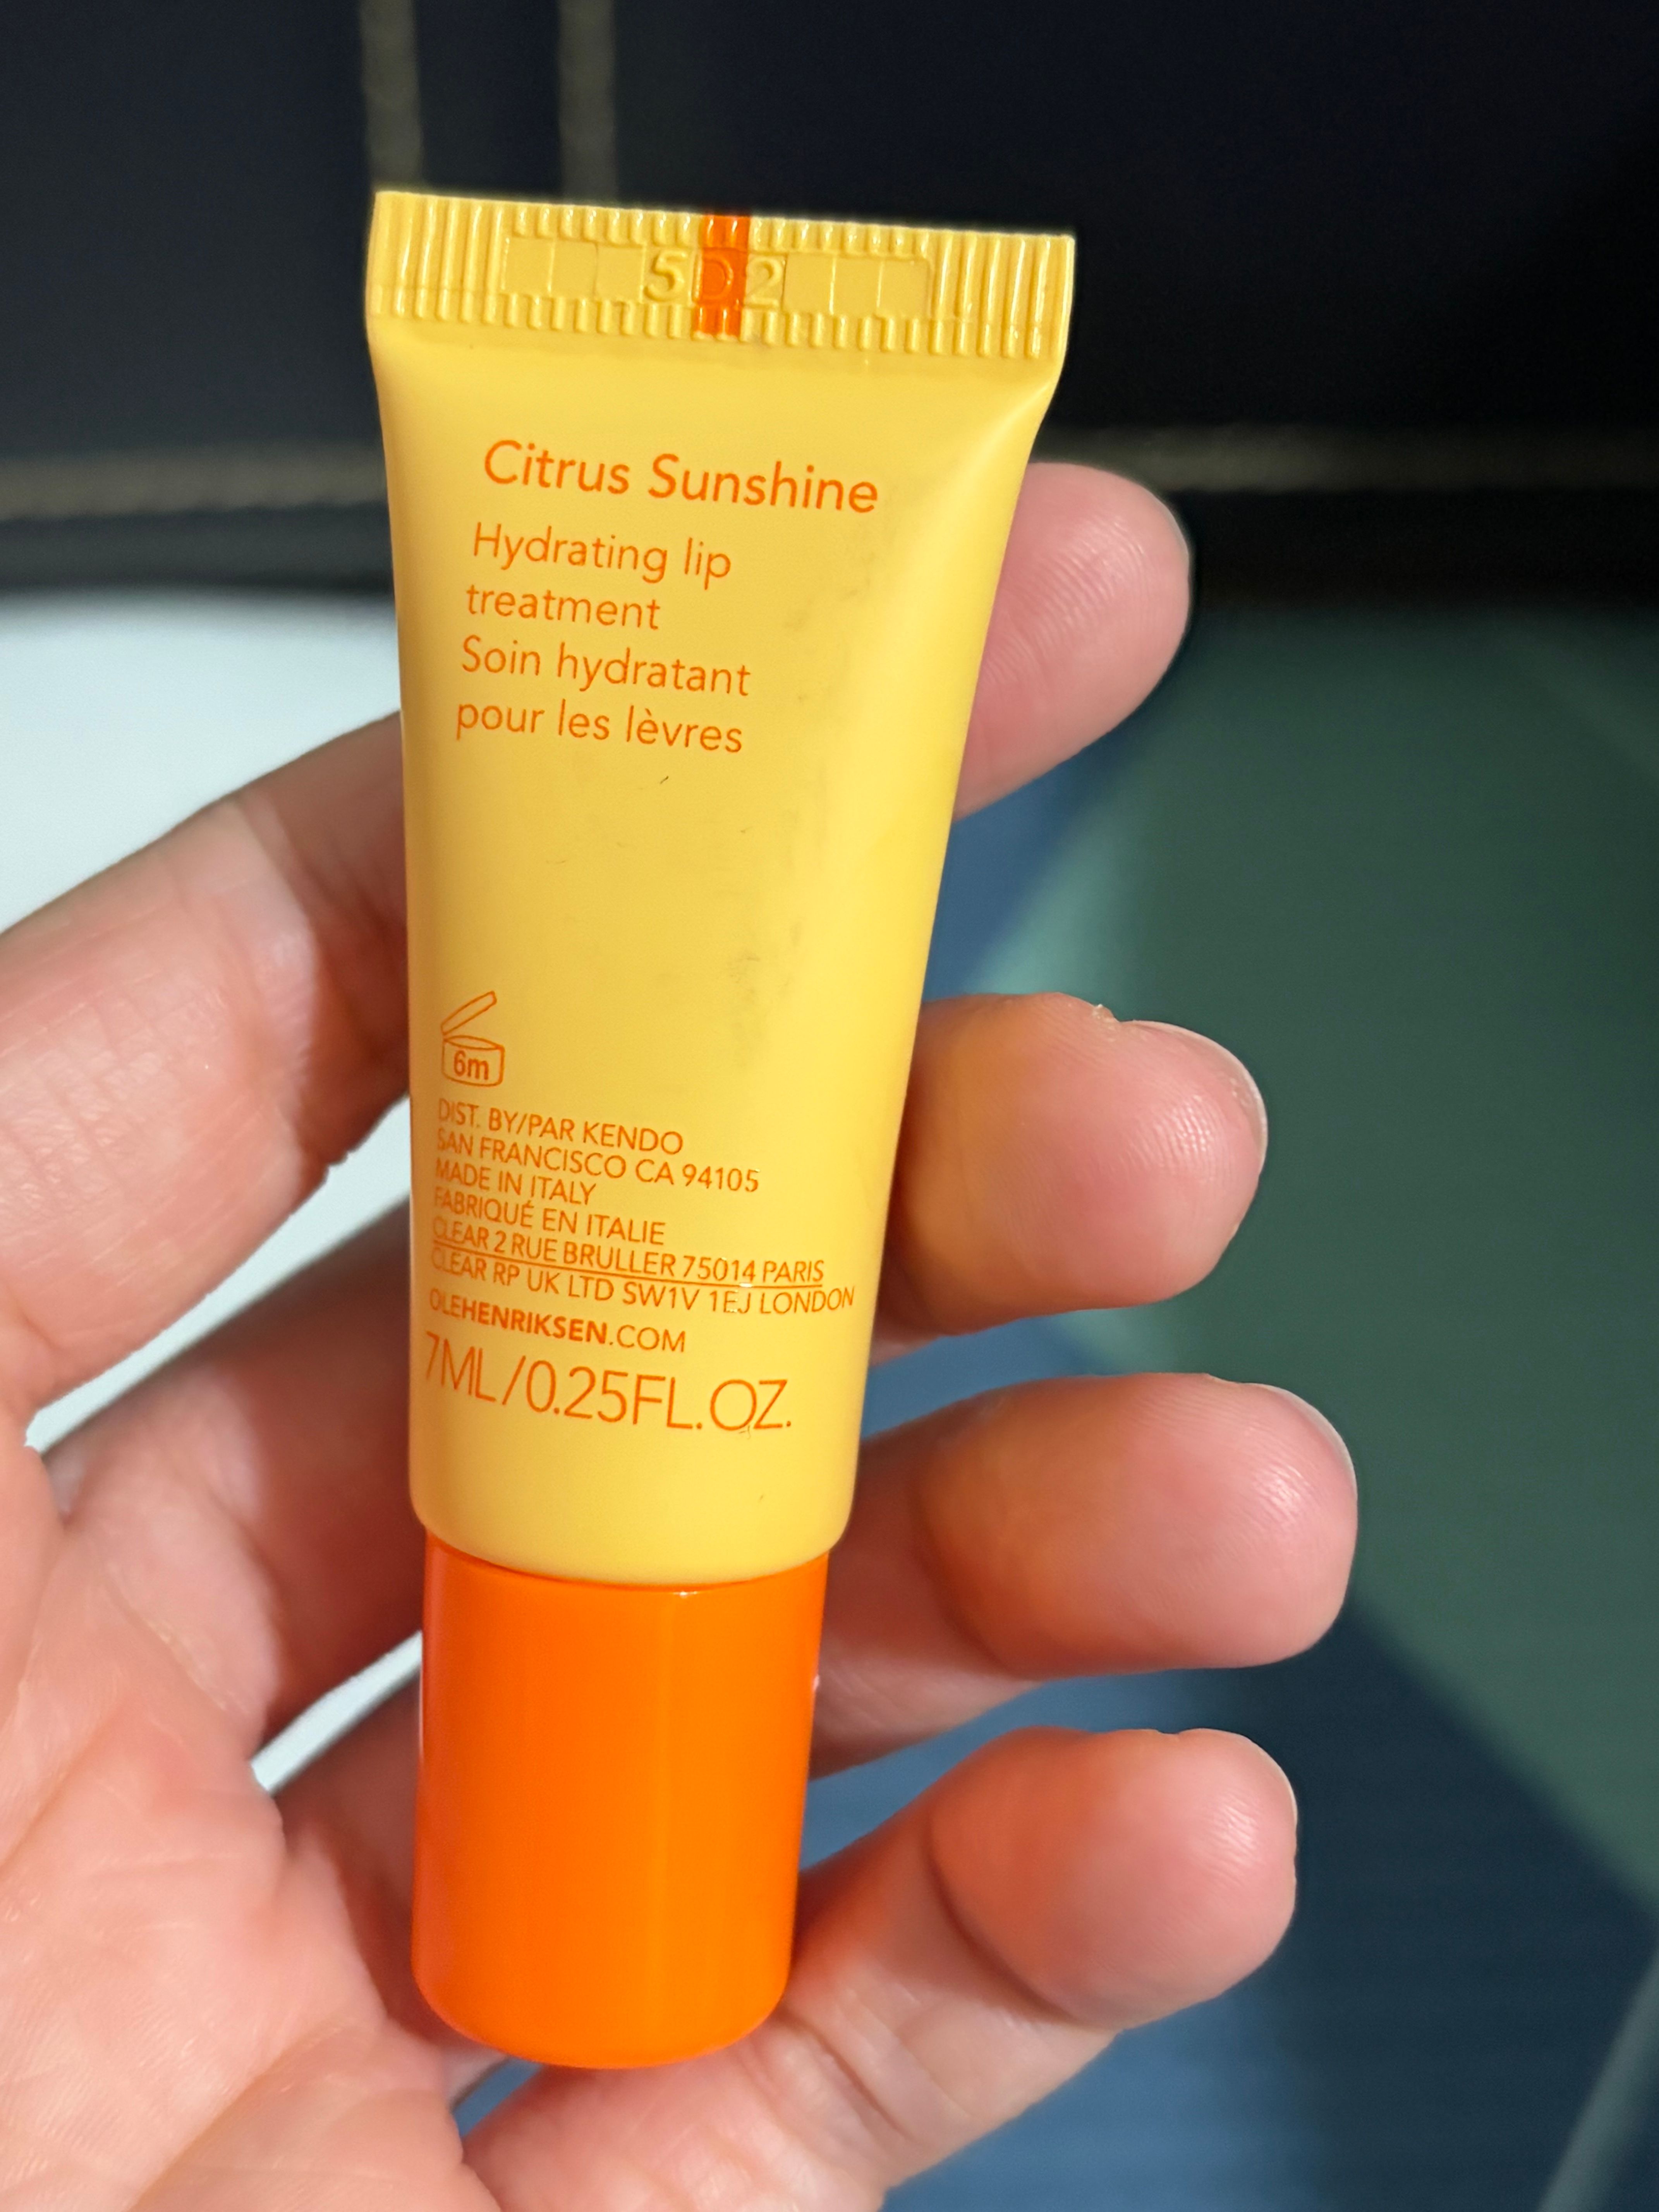 5D2
Citrus Sunshine
Hydrating lip
treatment
Soin hydratant
pour les lèvres
6m
DIST. BY/PAR KENDO
SAN FRANCISCO CA 94105
MADE IN ITALY
FABRIQUÉ EN ITALIE
CLEAR 2 RUE BRULLER 75014 PARIS
CLEAR RP UK LTD SW1V 1EJ LONDON
OLEHENRIKSEN.COM
7ML/0.25FL.OZ.